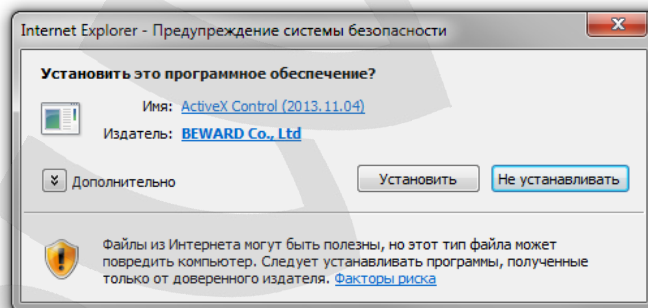 Internet Explorer - Предупреждение системы безопасности
Установить это программное обеспечение?
Имя: ActiveX Control (2013.11.04)
Издатель: BEWARD Co., Ltd
Дополнительно Установить Не устанавливать
Файлы из Интернета могут быть полезны, но этот тип файла может
повредить компьютер. Следует устанавливать программы, полученные
только от доверенного издателя. Факторы риска